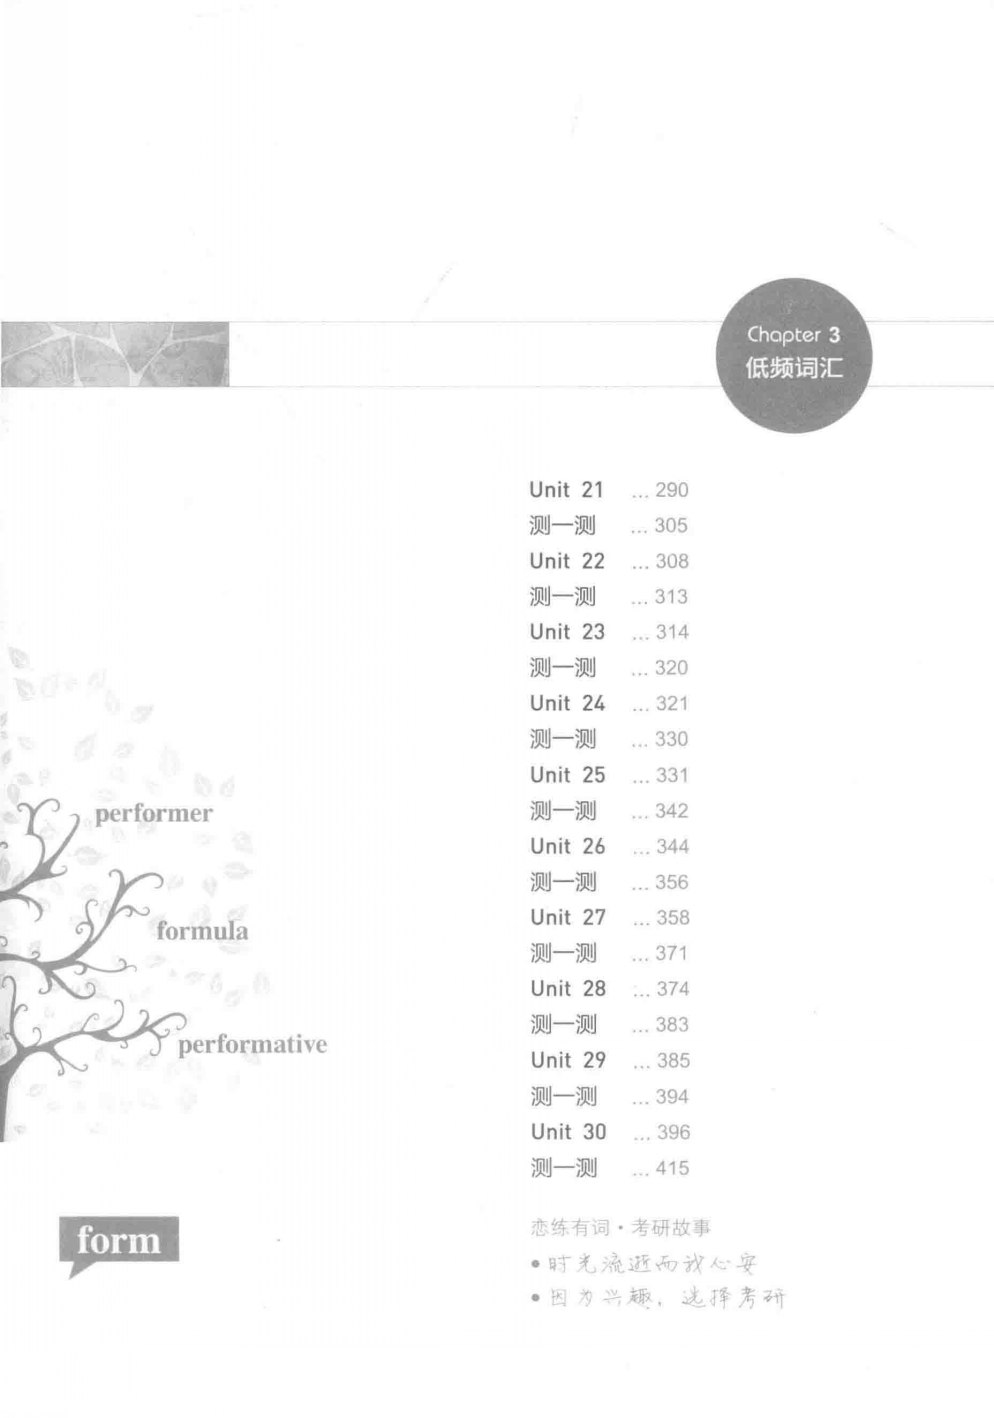 Chapter 3
低频词汇
Unit 21 ... 290
测一测 ... 305
Unit 22 ... 308
测一测 ... 313
Unit 23 ... 314
测一测 ... 320
Unit 24 ... 321
测一测 ... 330
Unit 25 ... 331
测一测 ... 342
Unit 26 ... 344
测一测 ... 356
Unit 27 ... 358
测一测 ... 371
Unit 28 ... 374
测一测 ... 383
Unit 29 ... 385
测一测 ... 394
Unit 30 ... 396
测一测 ... 415
恋练有词·考研故事
• 时光流逝而我心安
• 因为兴趣，选择考研
performer
formula
performative
form